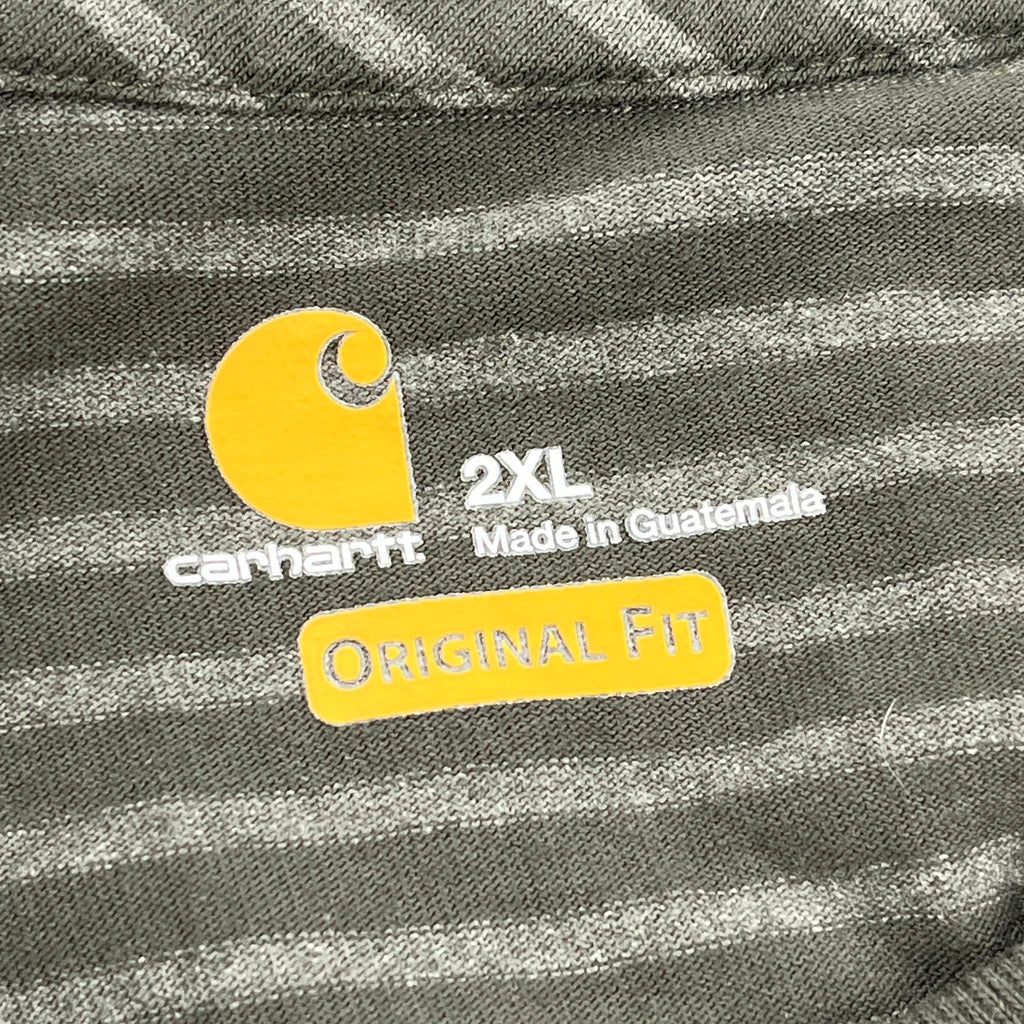 2XL
Made in Guatemala
carhartt
ORIGINAL FIT